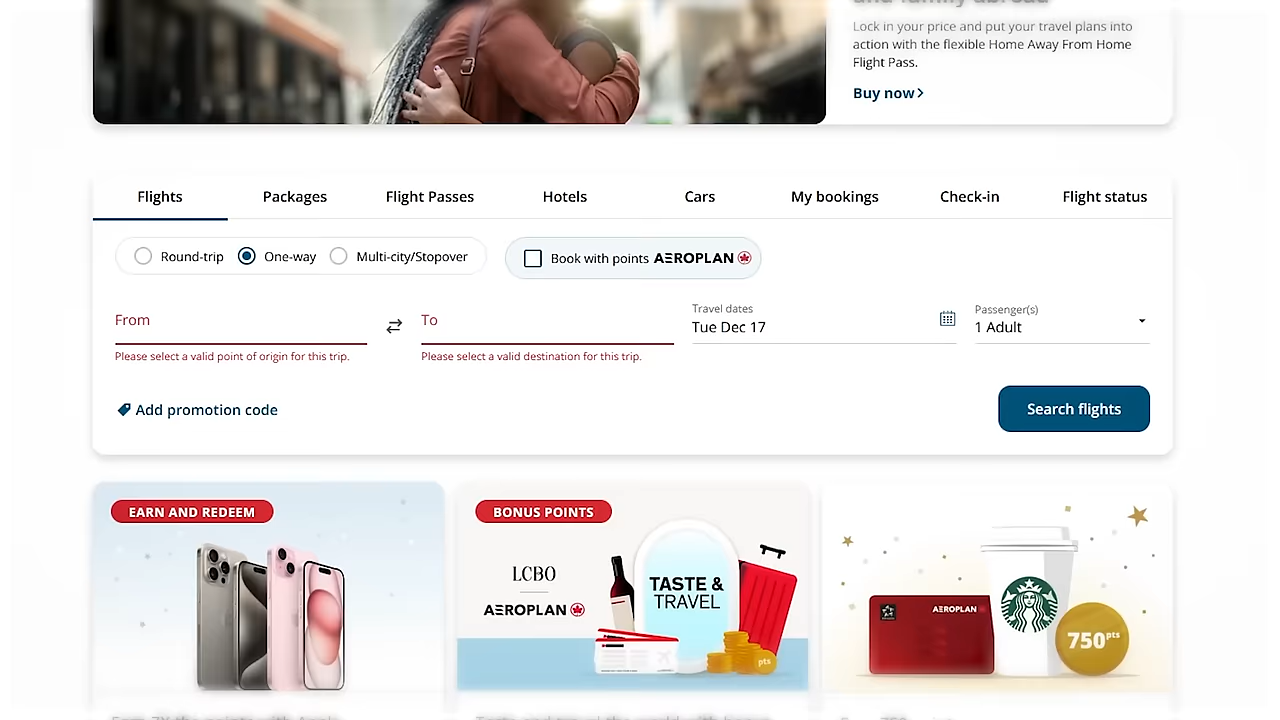 and family abroad
Lock in your price and put your travel plans into
action with the flexible Home Away From Home
Flight Pass.
Buy now
Flights
Packages
Flight Passes
Hotels
Cars
My bookings
Check-in
Flight status
Round-trip
One-way
Multi-city/Stopover
Book with points AEROPLAN
From
To
Travel dates
Tue Dec 17
Passenger(s)
1 Adult
Please select a valid point of origin for this trip.
Please select a valid destination for this trip.
Add promotion code
Search flights
EARN AND REDEEM
BONUS POINTS
LCBO
AEROPLAN
TASTE &
TRAVEL
pts
AEROPLAN
750pts